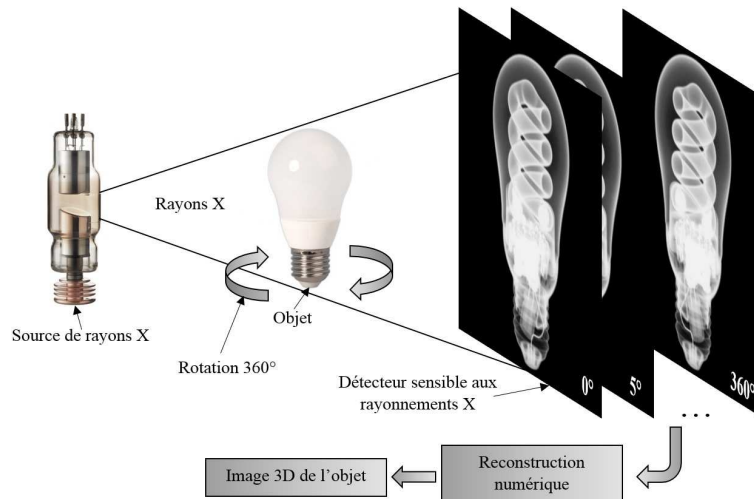 Rayons X
Source de rayons X
Objet
Rotation 360°
Détecteur sensible aux
rayonnements X
0°
5°
360°
...
Reconstruction
numérique
Image 3D de l'objet